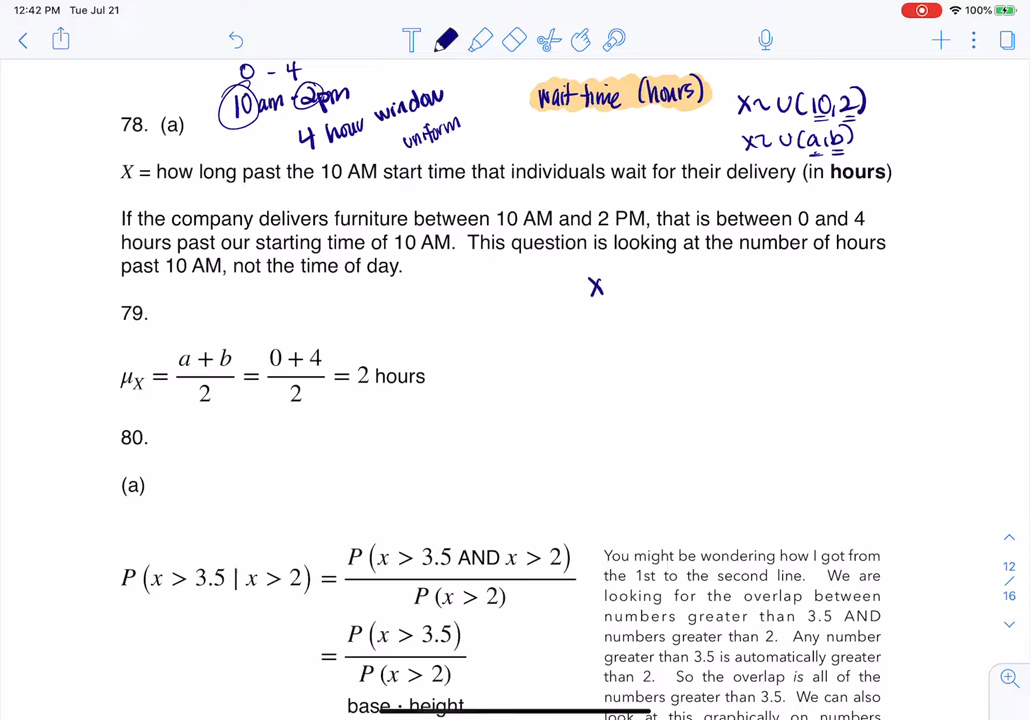 12:42 PM Tue Jul 21
100%
T
0 - 4
10am - 2pm
4 hour window
uniform
wait time (hours)
X~U(10,2)
X~U(a,b)
78. (a)
X = how long past the 10 AM start time that individuals wait for their delivery (in hours)
If the company delivers furniture between 10 AM and 2 PM, that is between 0 and 4
hours past our starting time of 10 AM. This question is looking at the number of hours
past 10 AM, not the time of day.
X
79.
μ_X = (a + b)/2 = (0 + 4)/2 = 2 hours
80.
(a)
P(x > 3.5 | x > 2) = P(x > 3.5 AND x > 2) / P(x > 2)
= P(x > 3.5) / P(x > 2)
base · height
You might be wondering how I got from
the 1st to the second line. We are
looking for the overlap between
numbers greater than 3.5 AND
numbers greater than 2. Any number
greater than 3.5 is automatically greater
than 2. So the overlap is all of the
numbers greater than 3.5. We can also
look at this graphically on numbers
12
/
16